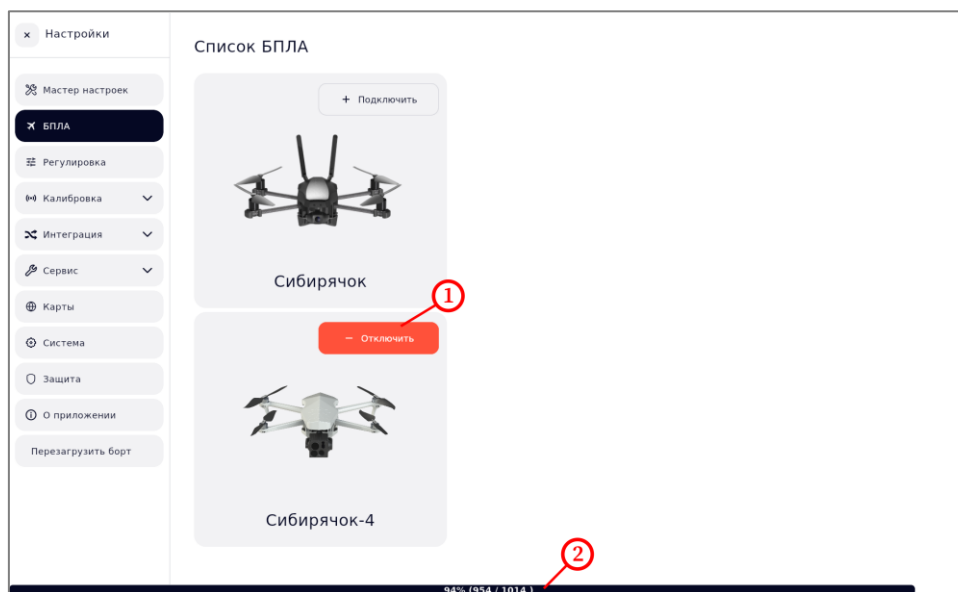 × Настройки
Список БПЛА
Мастер настроек
БПЛА
Регулировка
Калибровка
Интеграция
Сервис
Карты
Система
Защита
О приложении
Перезагрузить борт
+ Подключить
Сибирячок
1
− Отключить
Сибирячок-4
2
94% (954 / 1014 )